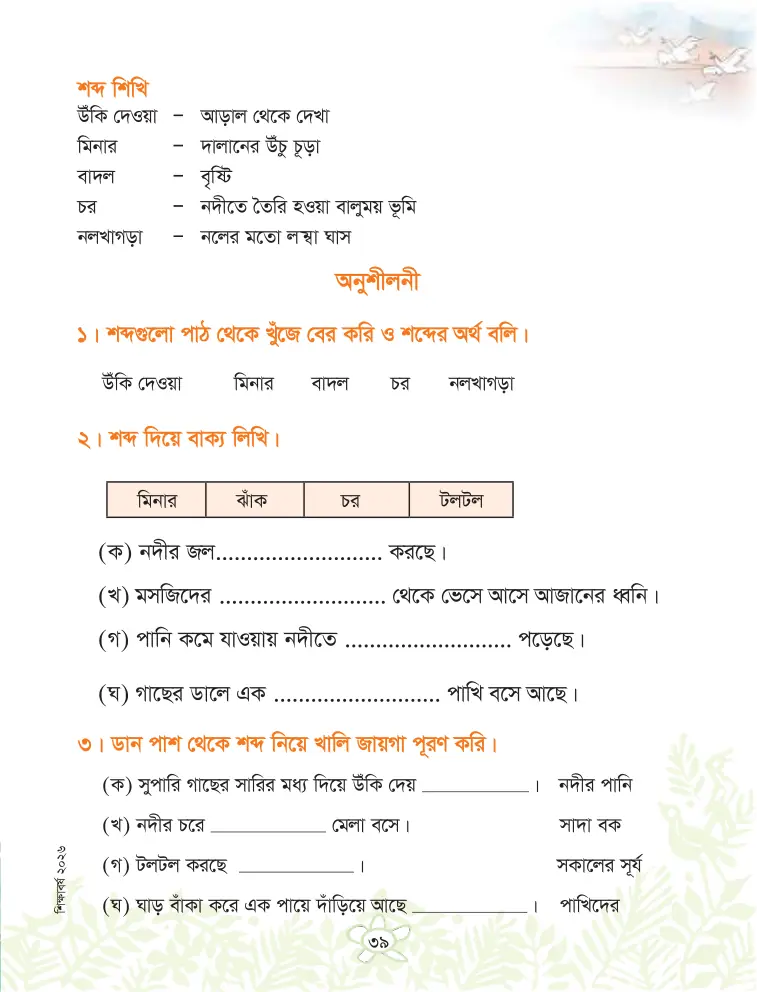 শব্দ শিখি
উঁকি দেওয়া – আড়াল থেকে দেখা
মিনার – দালানের উঁচু চূড়া
বাদল – বৃষ্টি
চর – নদীতে তৈরি হওয়া বালুময় ভূমি
নলখাগড়া – নলের মতো লম্বা ঘাস
অনুশীলনী
১। শব্দগুলো পাঠ থেকে খুঁজে বের করি ও শব্দের অর্থ বলি।
উঁকি দেওয়া মিনার বাদল চর নলখাগড়া
২। শব্দ দিয়ে বাক্য লিখি।
মিনার ঝাঁক চর টলটল
(ক) নদীর জল........................... করছে।
(খ) মসজিদের ........................... থেকে ভেসে আসে আজানের ধ্বনি।
(গ) পানি কমে যাওয়ায় নদীতে ........................... পড়েছে।
(ঘ) গাছের ডালে এক ........................... পাখি বসে আছে।
৩। ডান পাশ থেকে শব্দ নিয়ে খালি জায়গা পূরণ করি।
(ক) সুপারি গাছের সারির মধ্য দিয়ে উঁকি দেয় ____________। নদীর পানি
(খ) নদীর চরে ____________ মেলা বসে। সাদা বক
(গ) টলটল করছে ____________। সকালের সূর্য
(ঘ) ঘাড় বাঁকা করে এক পায়ে দাঁড়িয়ে আছে ____________। পাখিদের
শিক্ষাবর্ষ ২০২৬
৩৯